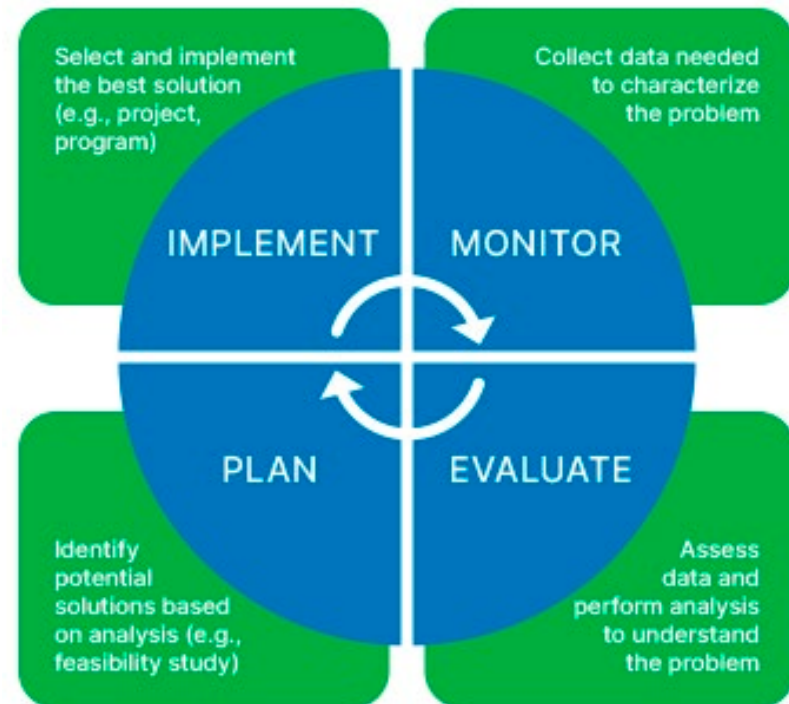 Select and implement
the best solution
(e.g., project,
program)
Collect data needed
to characterize
the problem
IMPLEMENT
MONITOR
PLAN
EVALUATE
Identify
potential
solutions based
on analysis (e.g.,
feasibility study)
Assess
data and
perform analysis
to understand
the problem